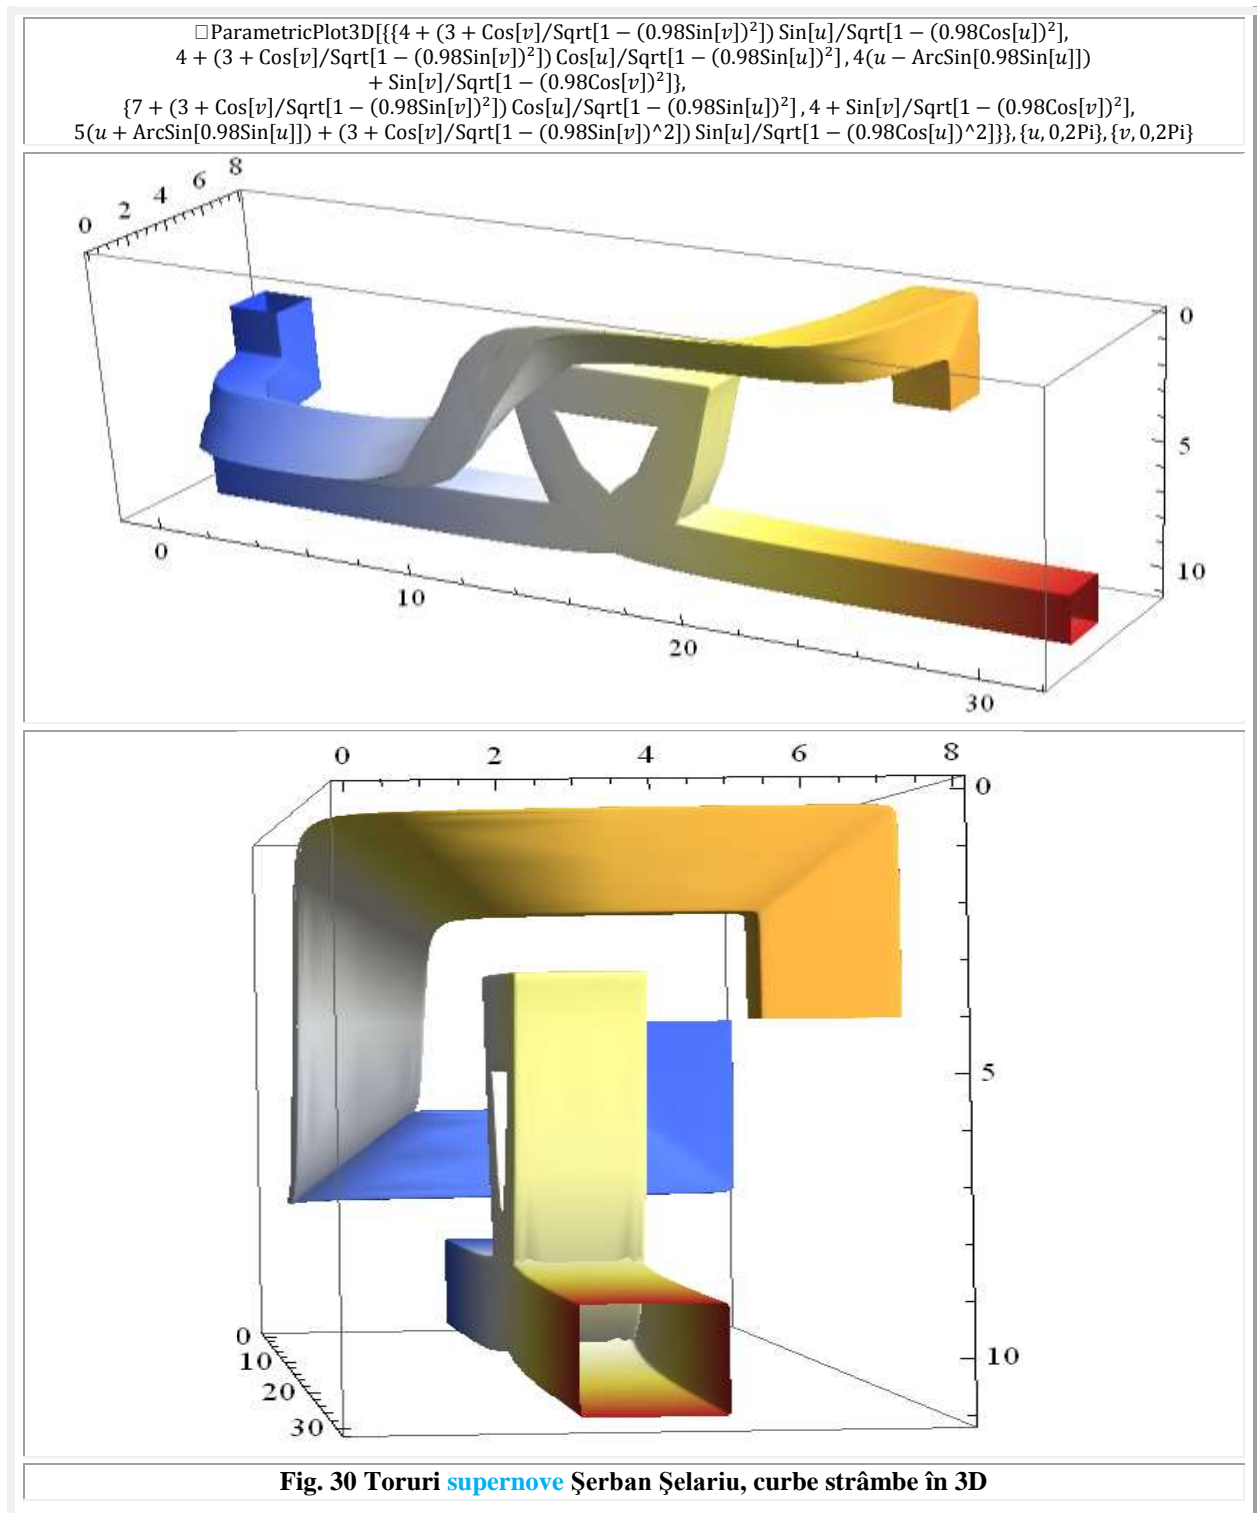 □ParametricPlot3D[{{4 + (3 + Cos[v]/Sqrt[1 − (0.98Sin[v])²]) Sin[u]/Sqrt[1 − (0.98Cos[u])²],
4 + (3 + Cos[v]/Sqrt[1 − (0.98Sin[v])²]) Cos[u]/Sqrt[1 − (0.98Sin[u])²] , 4(u − ArcSin[0.98Sin[u]])
+ Sin[v]/Sqrt[1 − (0.98Cos[v])²]},
{7 + (3 + Cos[v]/Sqrt[1 − (0.98Sin[v])²]) Cos[u]/Sqrt[1 − (0.98Sin[u])²] , 4 + Sin[v]/Sqrt[1 − (0.98Cos[v])²],
5(u + ArcSin[0.98Sin[u]]) + (3 + Cos[v]/Sqrt[1 − (0.98Sin[v])^2]) Sin[u]/Sqrt[1 − (0.98Cos[u])^2]}}, {u, 0,2Pi}, {v, 0,2Pi}
0 2 4 6 8
0
5
10
0
10
20
30
0 2 4 6 8
0
5
10
0
10
20
30
Fig. 30 Toruri supernove Şerban Şelariu, curbe strâmbe în 3D